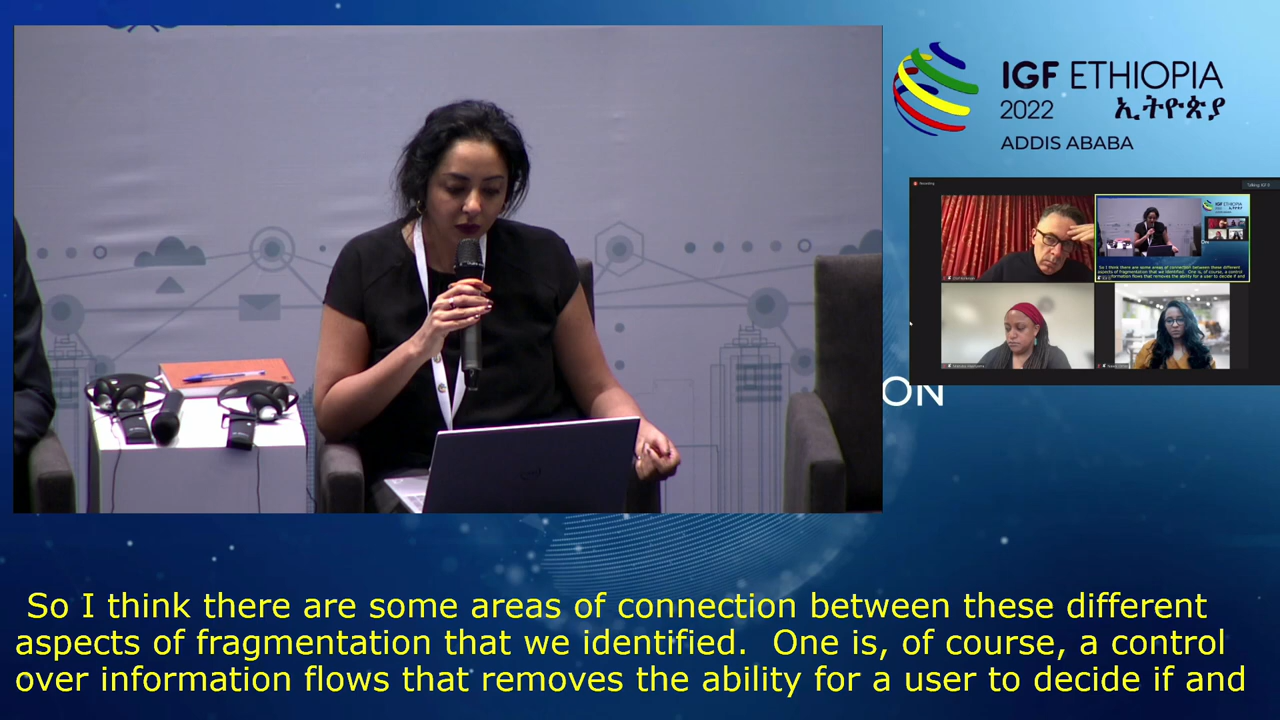 IGF ETHIOPIA
2022 ኢትዮጵያ
ADDIS ABABA
Recording
ON
So I think there are some areas of connection between these different
aspects of fragmentation that we identified. One is, of course, a control
over information flows that removes the ability for a user to decide if and